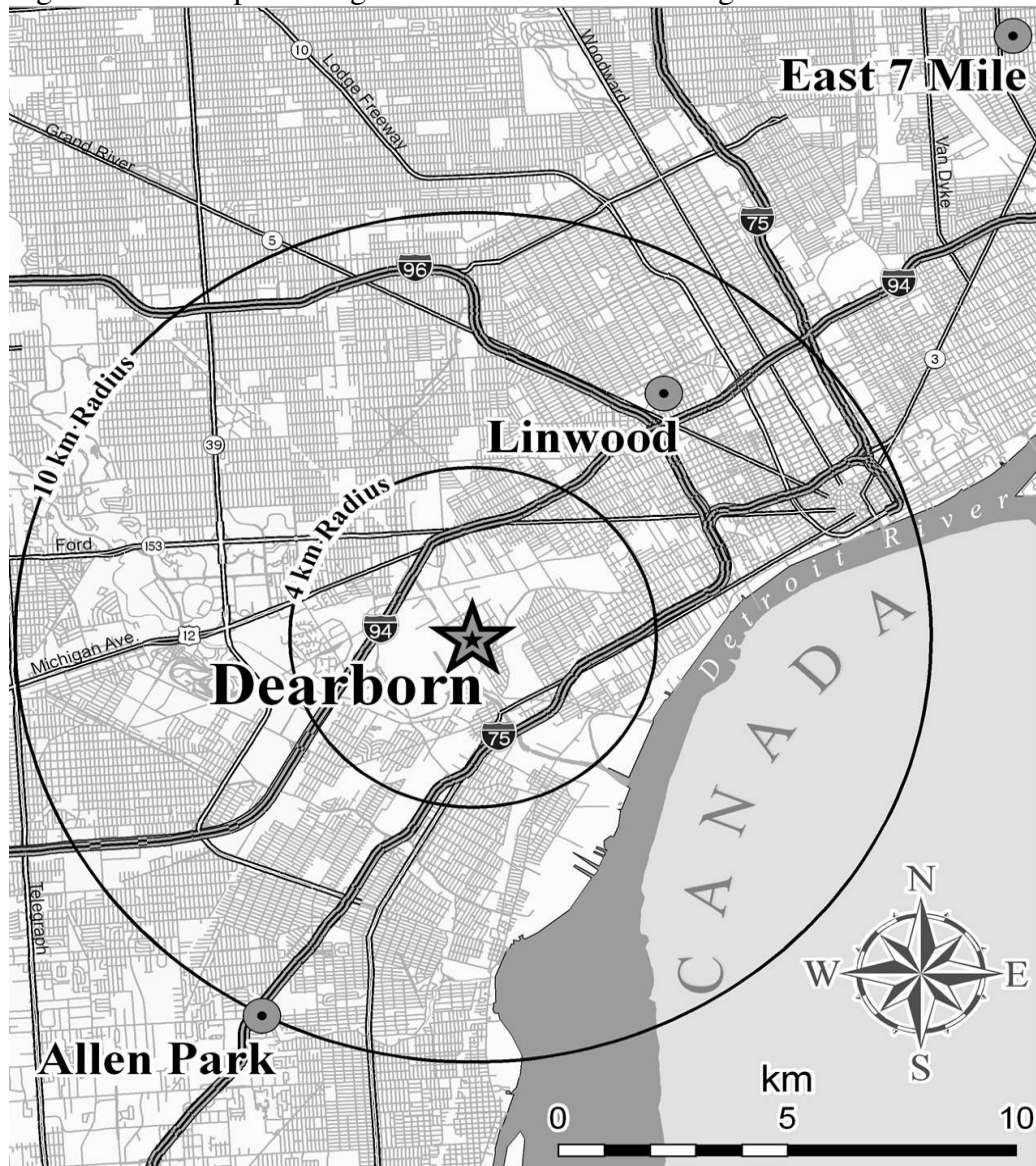 10
Lodge Freeway
Woodward
East 7 Mile
Grand River
Van Dyke
75
5
96
94
3
10 km Radius
39
Linwood
4 km Radius
Ford
153
Detroit River
12
Michigan Ave.
94
CANADA
Dearborn
75
Telegraph
N
W
E
S
Allen Park
km
0
5
10